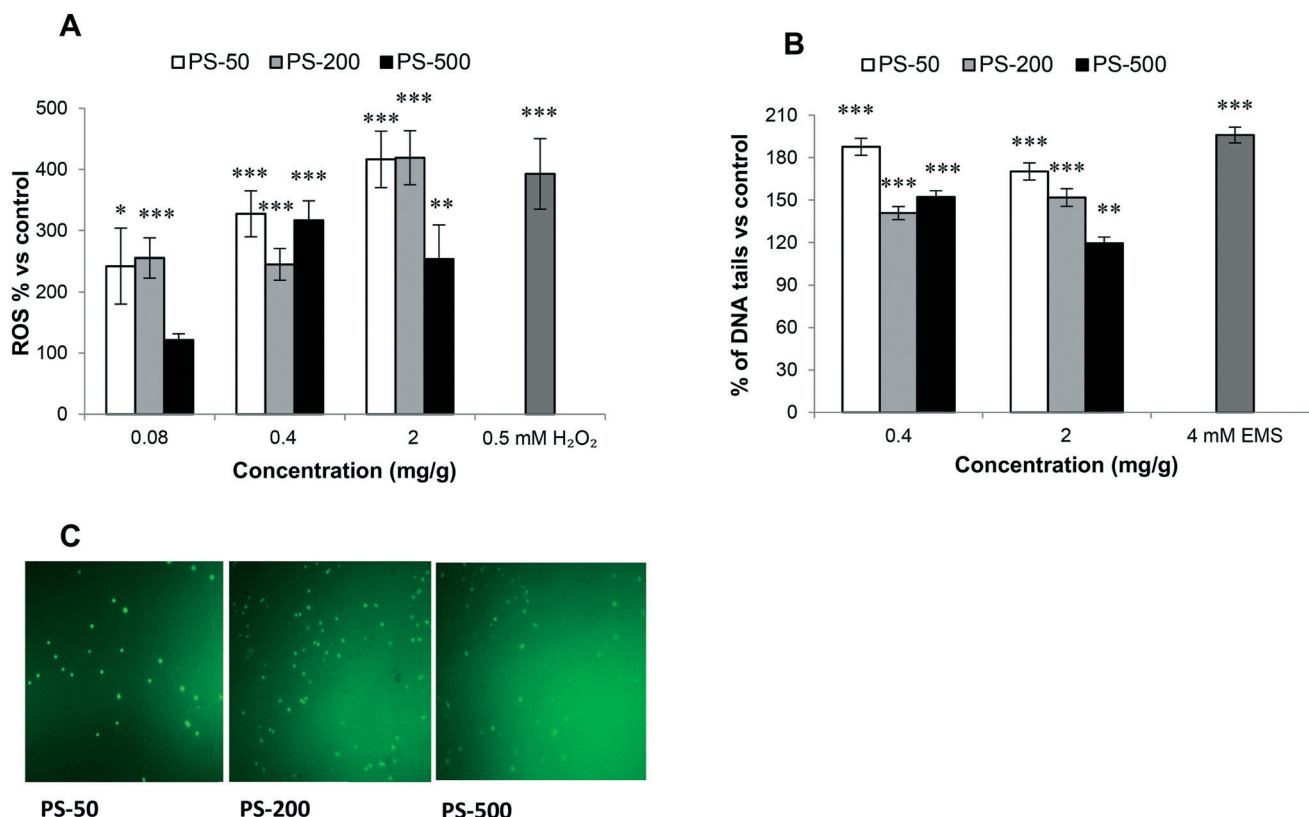 A
PS-50 PS-200 PS-500
ROS % vs control
500
400
300
200
100
0
* *** *** *** *** *** *** ** ***
0.08 0.4 2 0.5 mM H₂O₂
Concentration (mg/g)
B
PS-50 PS-200 PS-500
% of DNA tails vs control
210
180
150
120
90
60
30
0
*** *** *** *** *** ** ***
0.4 2 4 mM EMS
Concentration (mg/g)
C
PS-50 PS-200 PS-500